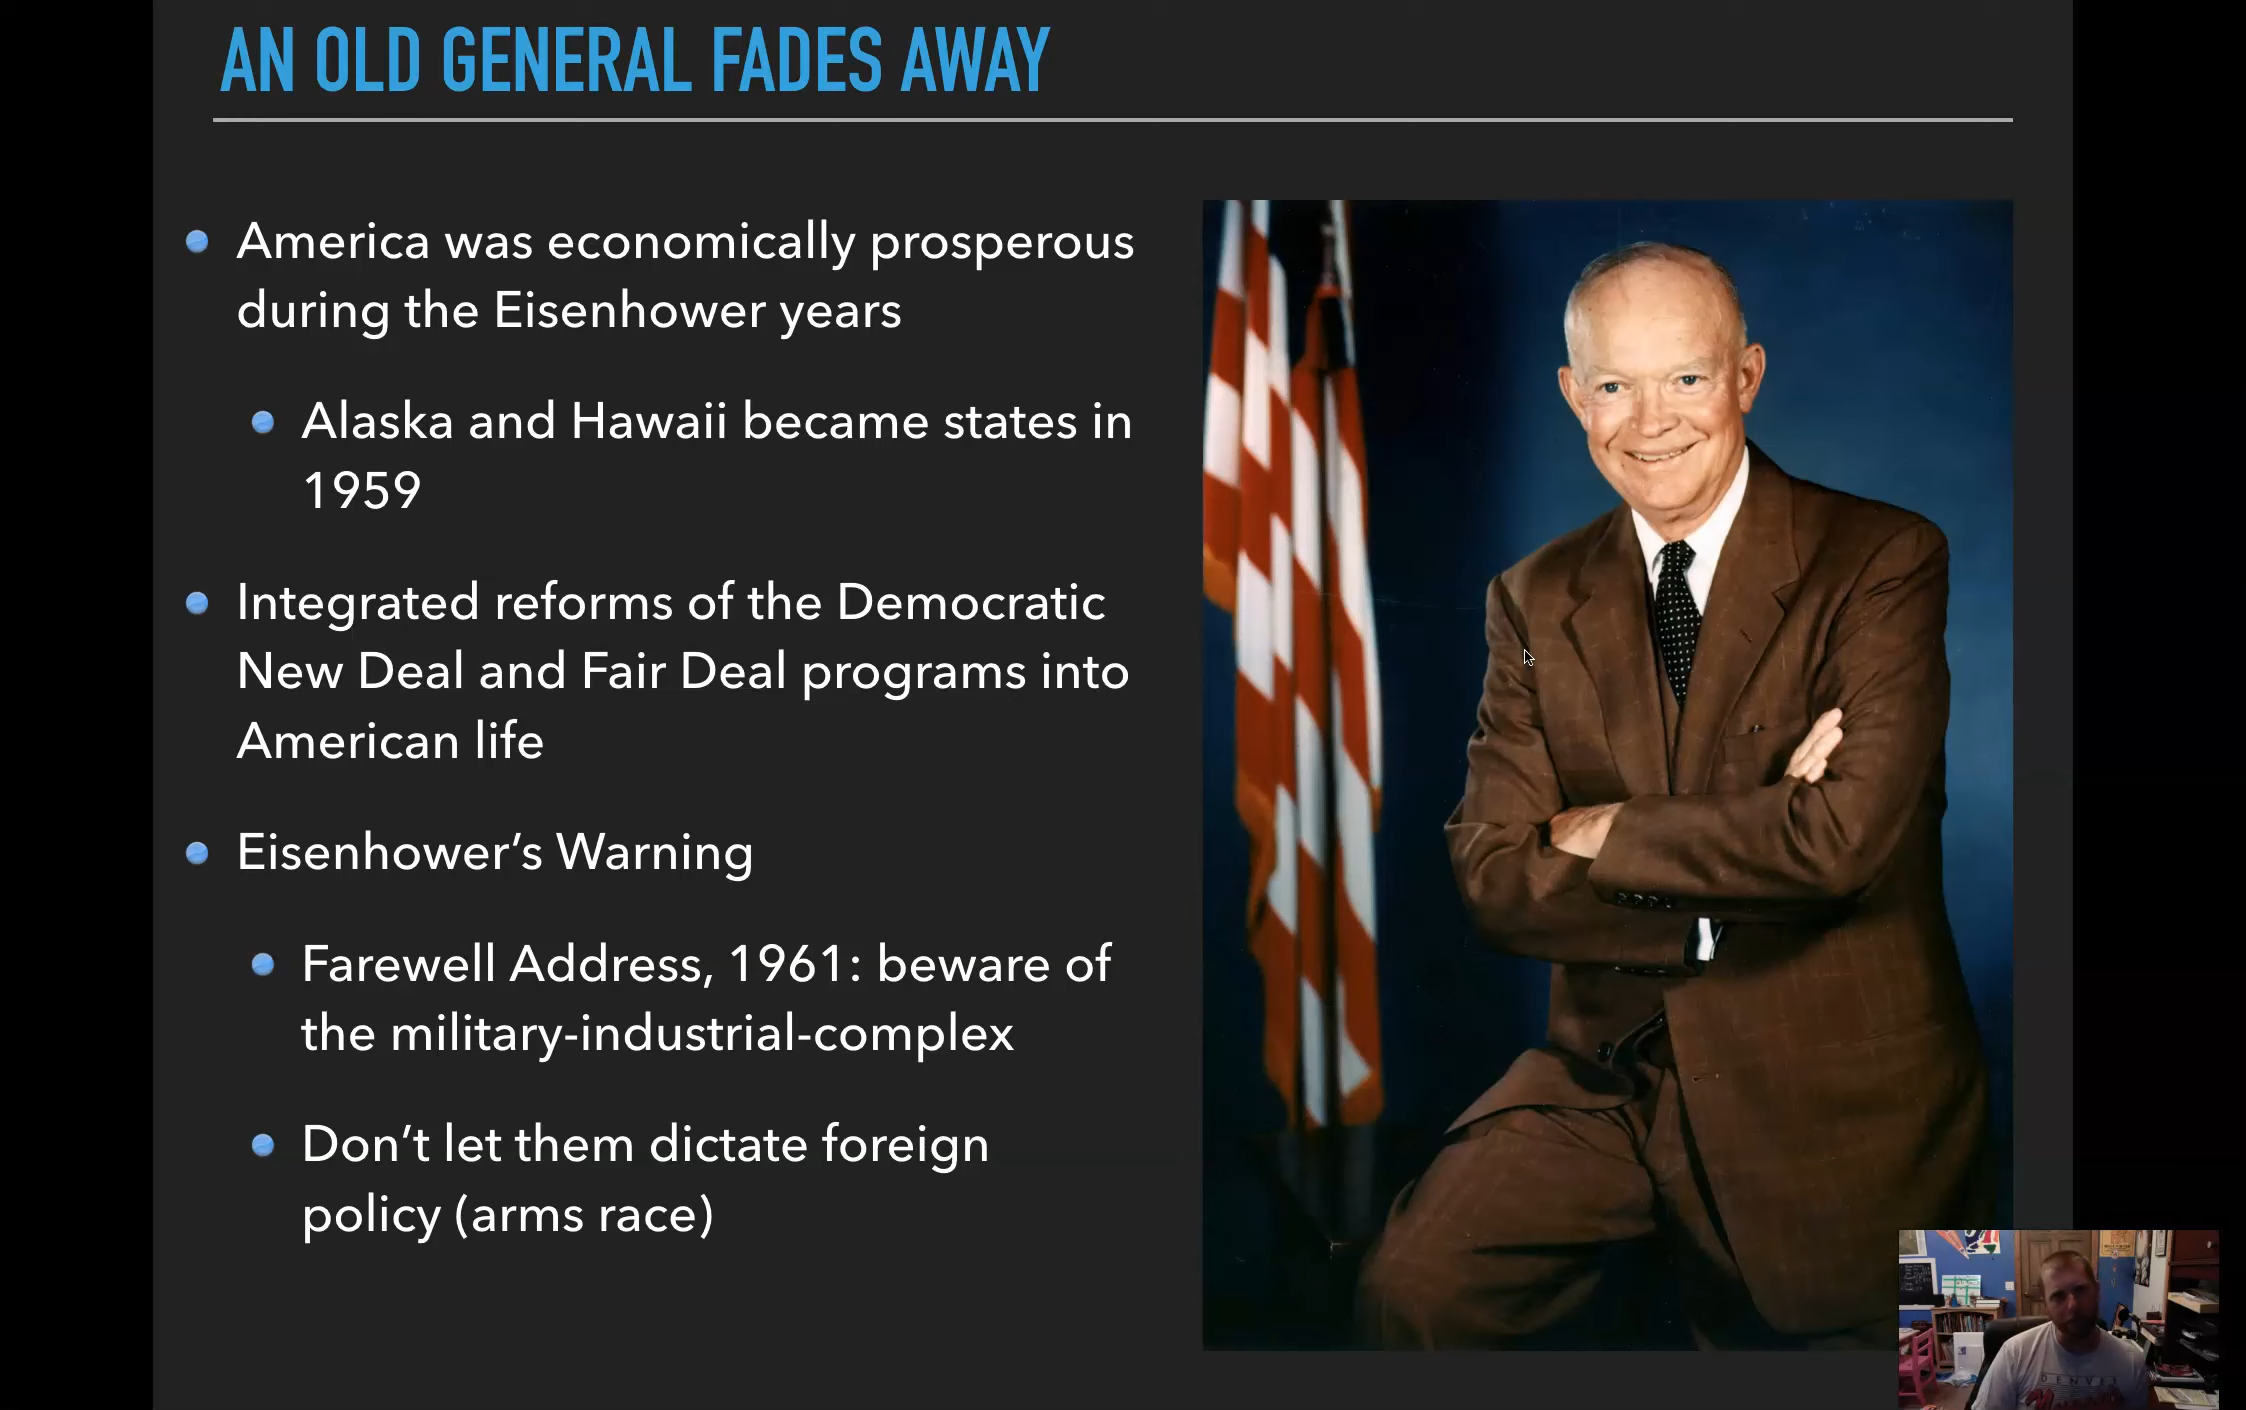 AN OLD GENERAL FADES AWAY
America was economically prosperous
during the Eisenhower years
Alaska and Hawaii became states in
1959
Integrated reforms of the Democratic
New Deal and Fair Deal programs into
American life
Eisenhower’s Warning
Farewell Address, 1961: beware of
the military-industrial-complex
Don’t let them dictate foreign
policy (arms race)
DENVER